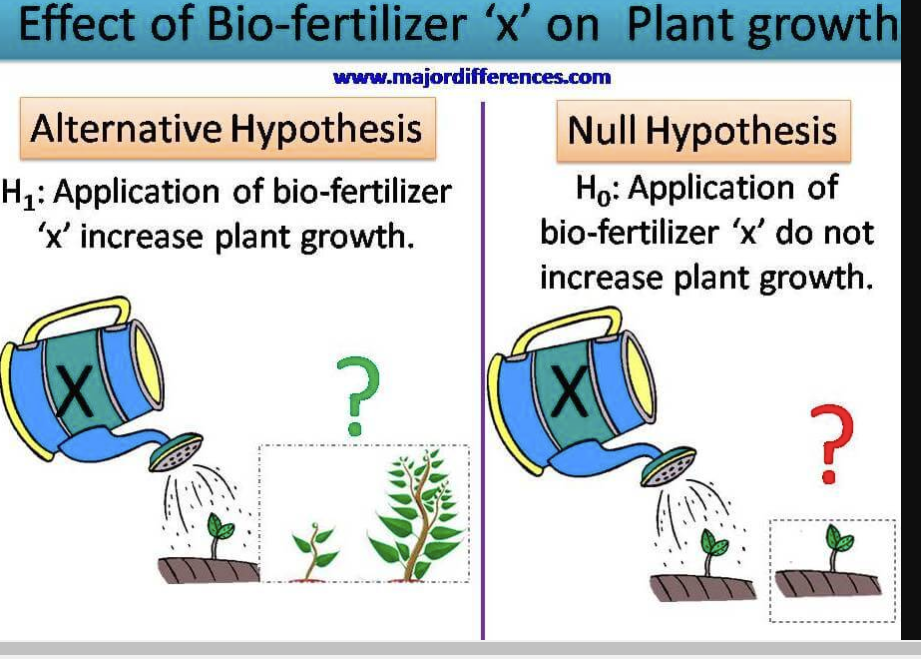 Effect of Bio-fertilizer ‘x’ on Plant growth
www.majordifferences.com
Alternative Hypothesis
H₁: Application of bio-fertilizer
‘x’ increase plant growth.
X
?
Null Hypothesis
H₀: Application of
bio-fertilizer ‘x’ do not
increase plant growth.
X
?